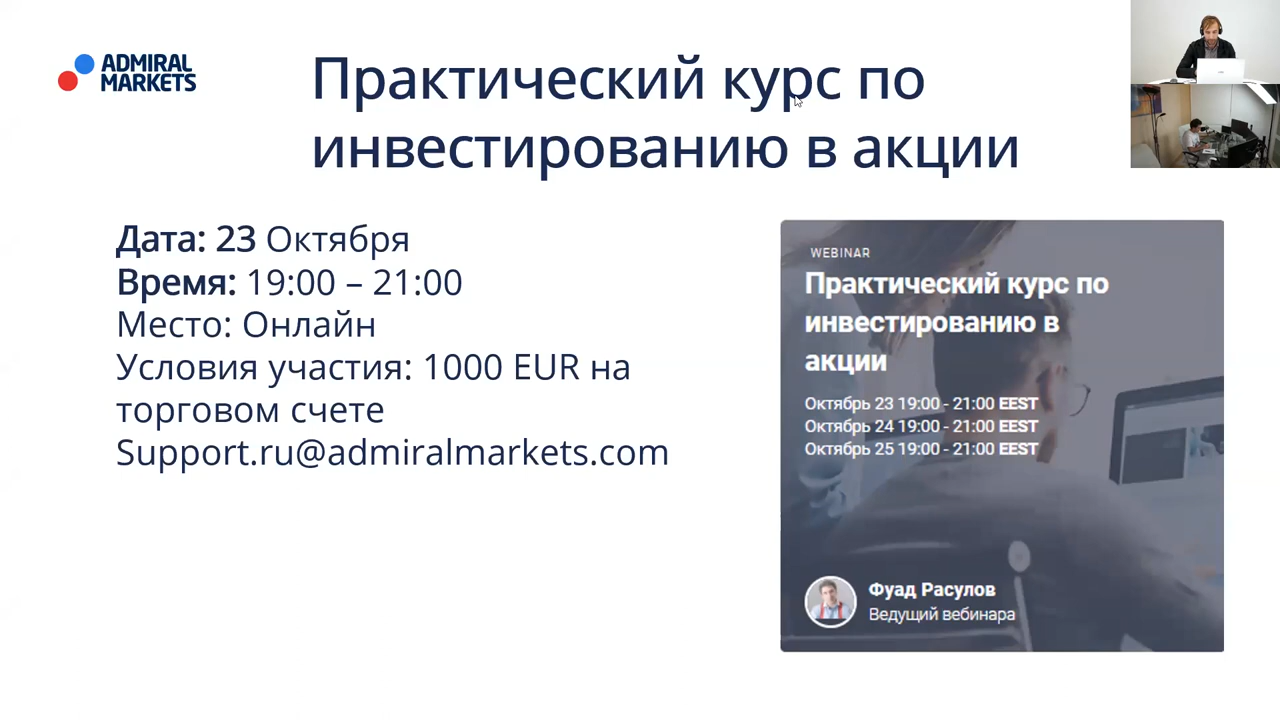 ADMIRAL
MARKETS
Практический курс по
инвестированию в акции
Дата: 23 Октября
Время: 19:00 – 21:00
Место: Онлайн
Условия участия: 1000 EUR на
торговом счете
Support.ru@admiralmarkets.com
WEBINAR
Практический курс по
инвестированию в
акции
Октябрь 23 19:00 - 21:00 EEST
Октябрь 24 19:00 - 21:00 EEST
Октябрь 25 19:00 - 21:00 EEST
Фуад Расулов
Ведущий вебинара